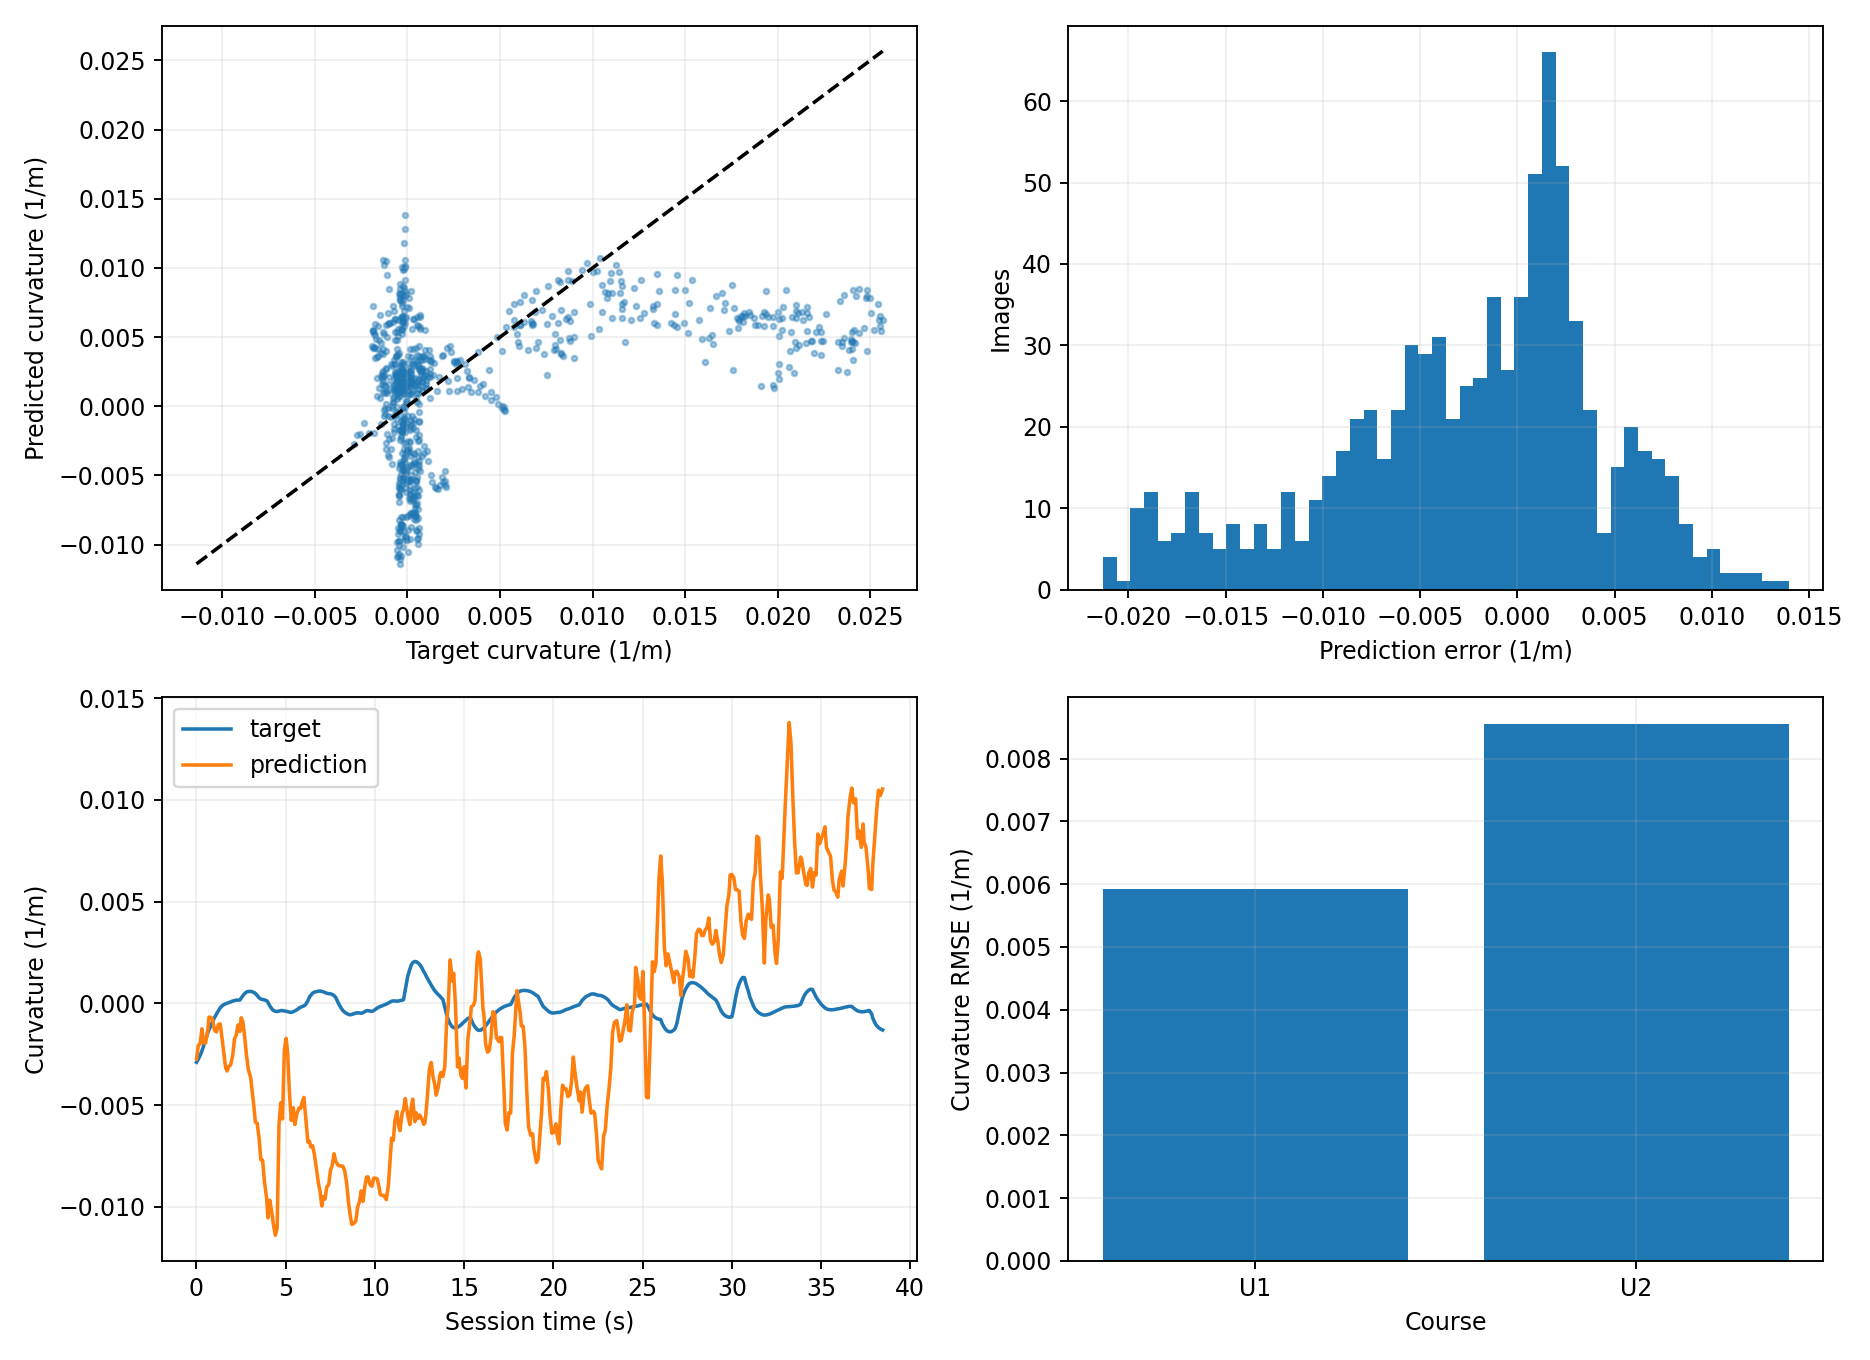 0.025
0.020
0.015
0.010
0.005
0.000
−0.005
−0.010
Predicted curvature (1/m)
−0.010 −0.005 0.000 0.005 0.010 0.015 0.020 0.025
Target curvature (1/m)
60
50
40
30
20
10
0
Images
−0.020 −0.015 −0.010 −0.005 0.000 0.005 0.010 0.015
Prediction error (1/m)
0.015
0.010
0.005
0.000
−0.005
−0.010
Curvature (1/m)
target
prediction
0 5 10 15 20 25 30 35 40
Session time (s)
0.008
0.007
0.006
0.005
0.004
0.003
0.002
0.001
0.000
Curvature RMSE (1/m)
U1 U2
Course